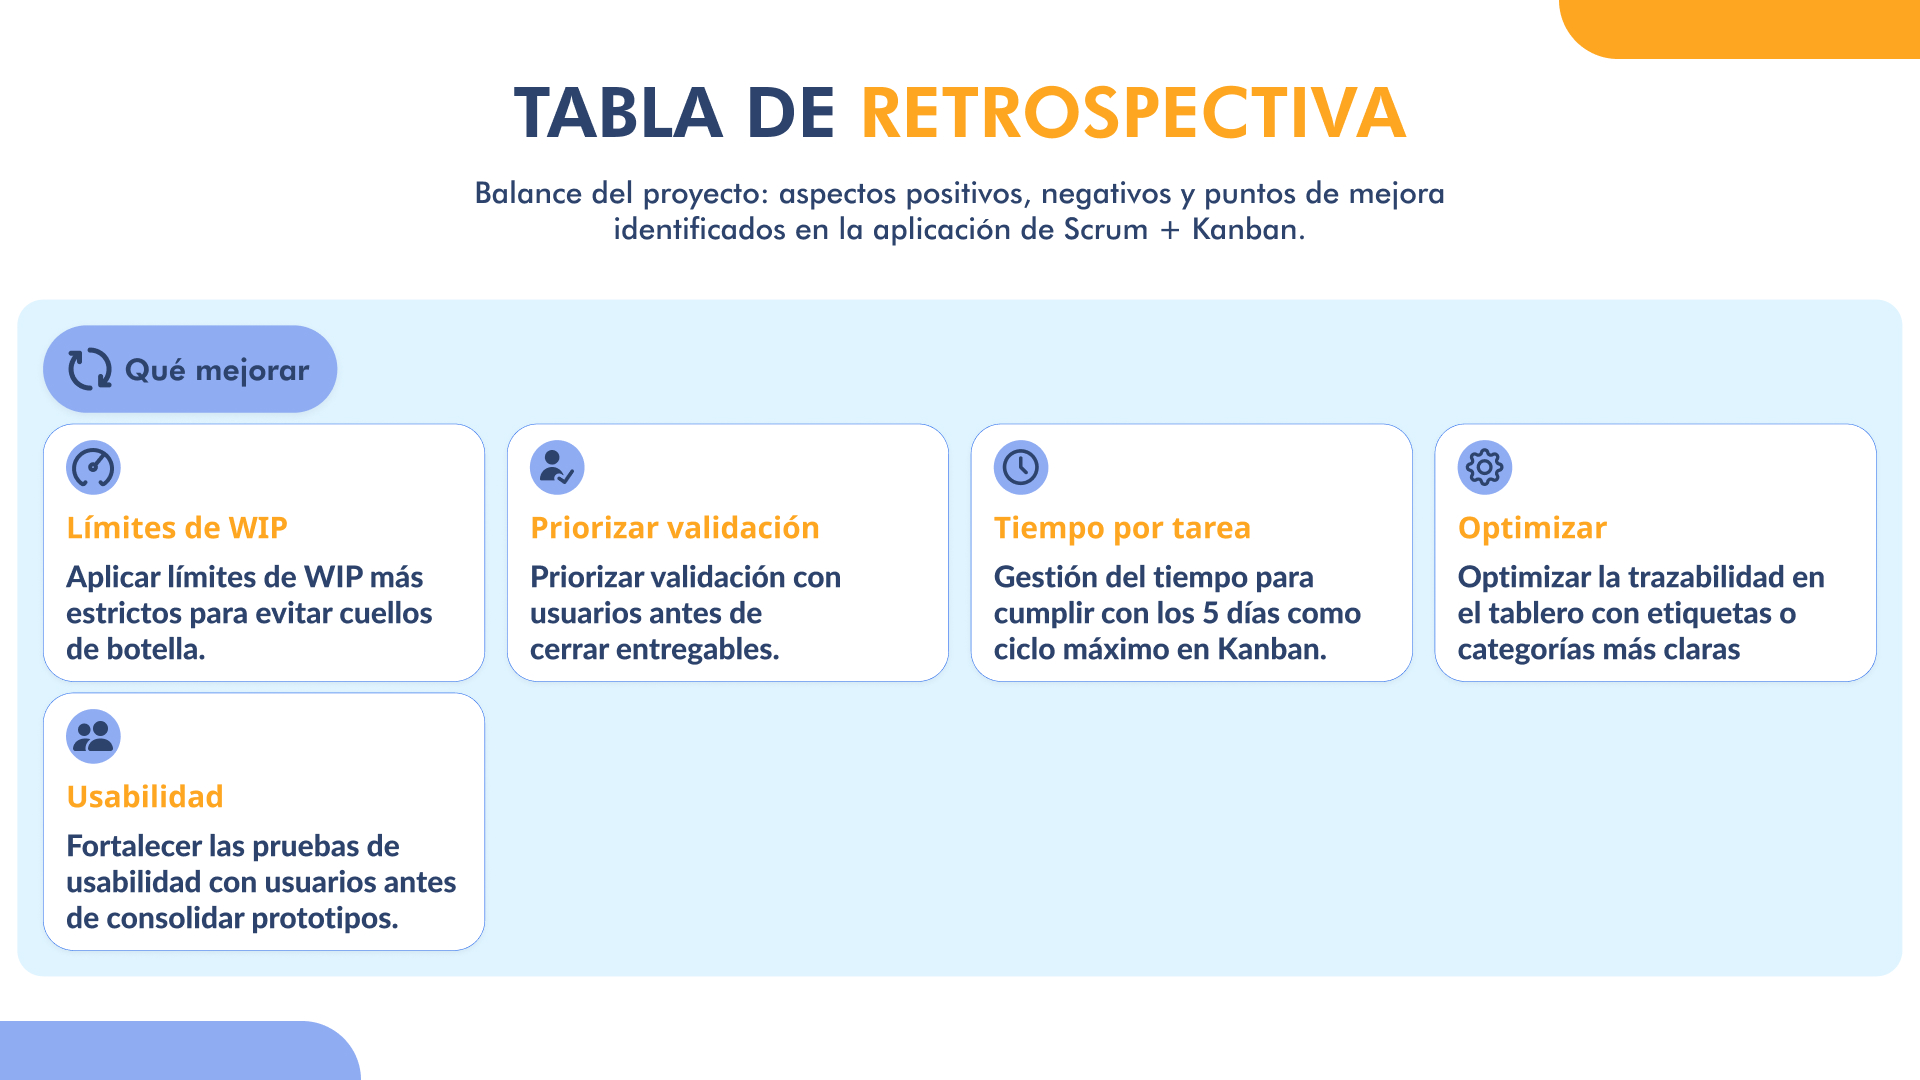 TABLA DE RETROSPECTIVA
Balance del proyecto: aspectos positivos, negativos y puntos de mejora
identificados en la aplicación de Scrum + Kanban.
Qué mejorar
Límites de WIP
Aplicar límites de WIP más
estrictos para evitar cuellos
de botella.
Priorizar validación
Priorizar validación con
usuarios antes de
cerrar entregables.
Tiempo por tarea
Gestión del tiempo para
cumplir con los 5 días como
ciclo máximo en Kanban.
Optimizar
Optimizar la trazabilidad en
el tablero con etiquetas o
categorías más claras
Usabilidad
Fortalecer las pruebas de
usabilidad con usuarios antes
de consolidar prototipos.